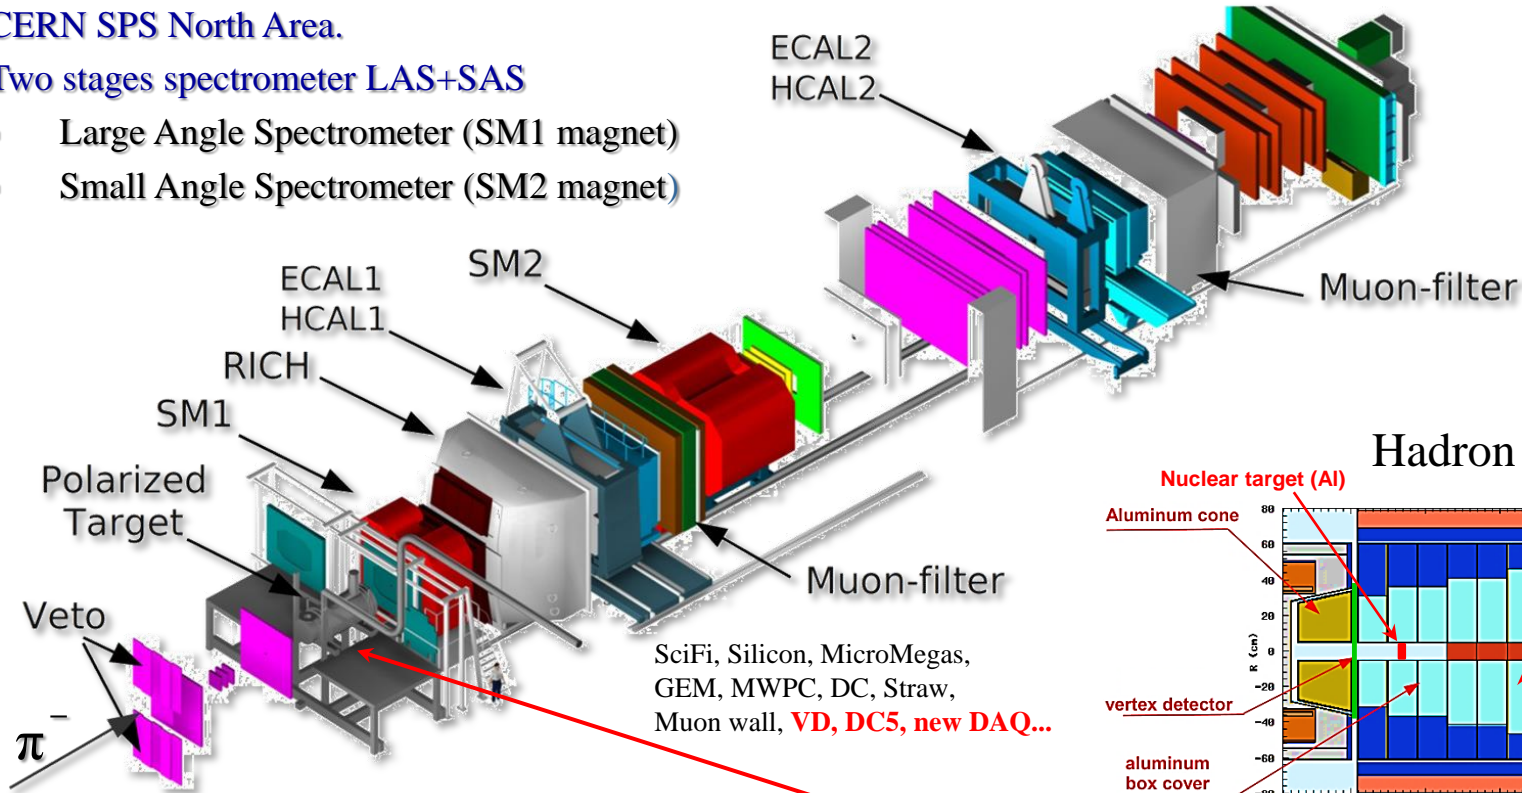 CERN SPS North Area.
Two stages spectrometer LAS+SAS
Large Angle Spectrometer (SM1 magnet)
Small Angle Spectrometer (SM2 magnet)
ECAL2
HCAL2
Muon-filter
SM2
ECAL1
HCAL1
RICH
SM1
Polarized
Target
Veto
π−
Muon-filter
SciFi, Silicon, MicroMegas,
GEM, MWPC, DC, Straw,
Muon wall, VD, DC5, new DAQ...
Hadron
Nuclear target (Al)
Aluminum cone
vertex detector
aluminum
box cover
R (cm)
80
60
40
20
0
-20
-40
-60
-80